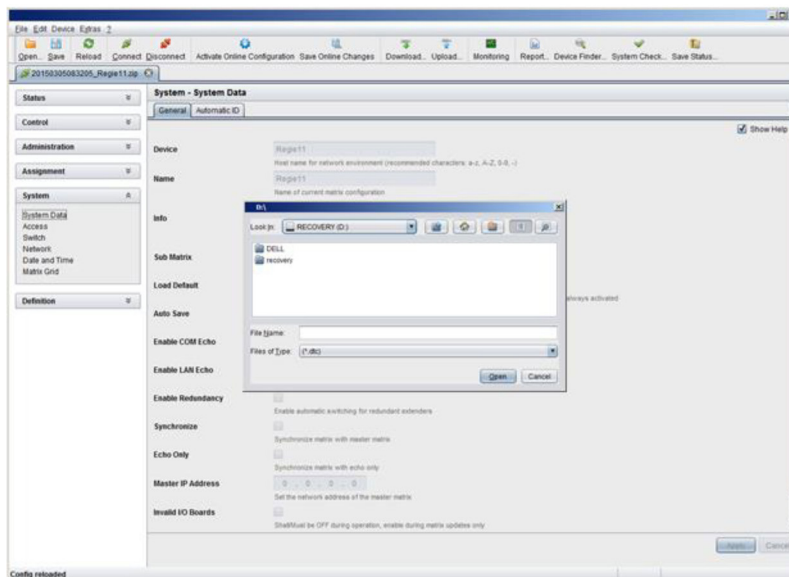 File Edit Device Extras ?
Open... Save Reload Connect Disconnect Activate Online Configuration Save Online Changes Download... Upload... Monitoring Report... Device Finder... System Check... Save Status...
20150305083205_Regie11.zip
Status
Control
Administration
Assignment
System
System Data
Access
Switch
Network
Date and Time
Matrix Grid
Definition
System - System Data
General Automatic ID
Show Help
Device Regie11
Host name for network environment (recommended characters: a-z, A-Z, 0-9, -)
Name Regie11
Name of current matrix configuration
Info
Sub Matrix
Load Default
always activated
Auto Save
Enable COM Echo
Enable LAN Echo
D:\
Look In: RECOVERY (D:)
DELL
recovery
File Name:
Files of Type: (*.dtc)
Open Cancel
Enable Redundancy
Enable automatic switching for redundant extenders
Synchronize
Synchronize matrix with master matrix
Echo Only
Synchronize matrix with echo only
Master IP Address 0 . 0 . 0 . 0
Set the network address of the master matrix
Invalid I/O Boards
Shall/Must be OFF during operation, enable during matrix updates only
Apply Cancel
Config reloaded